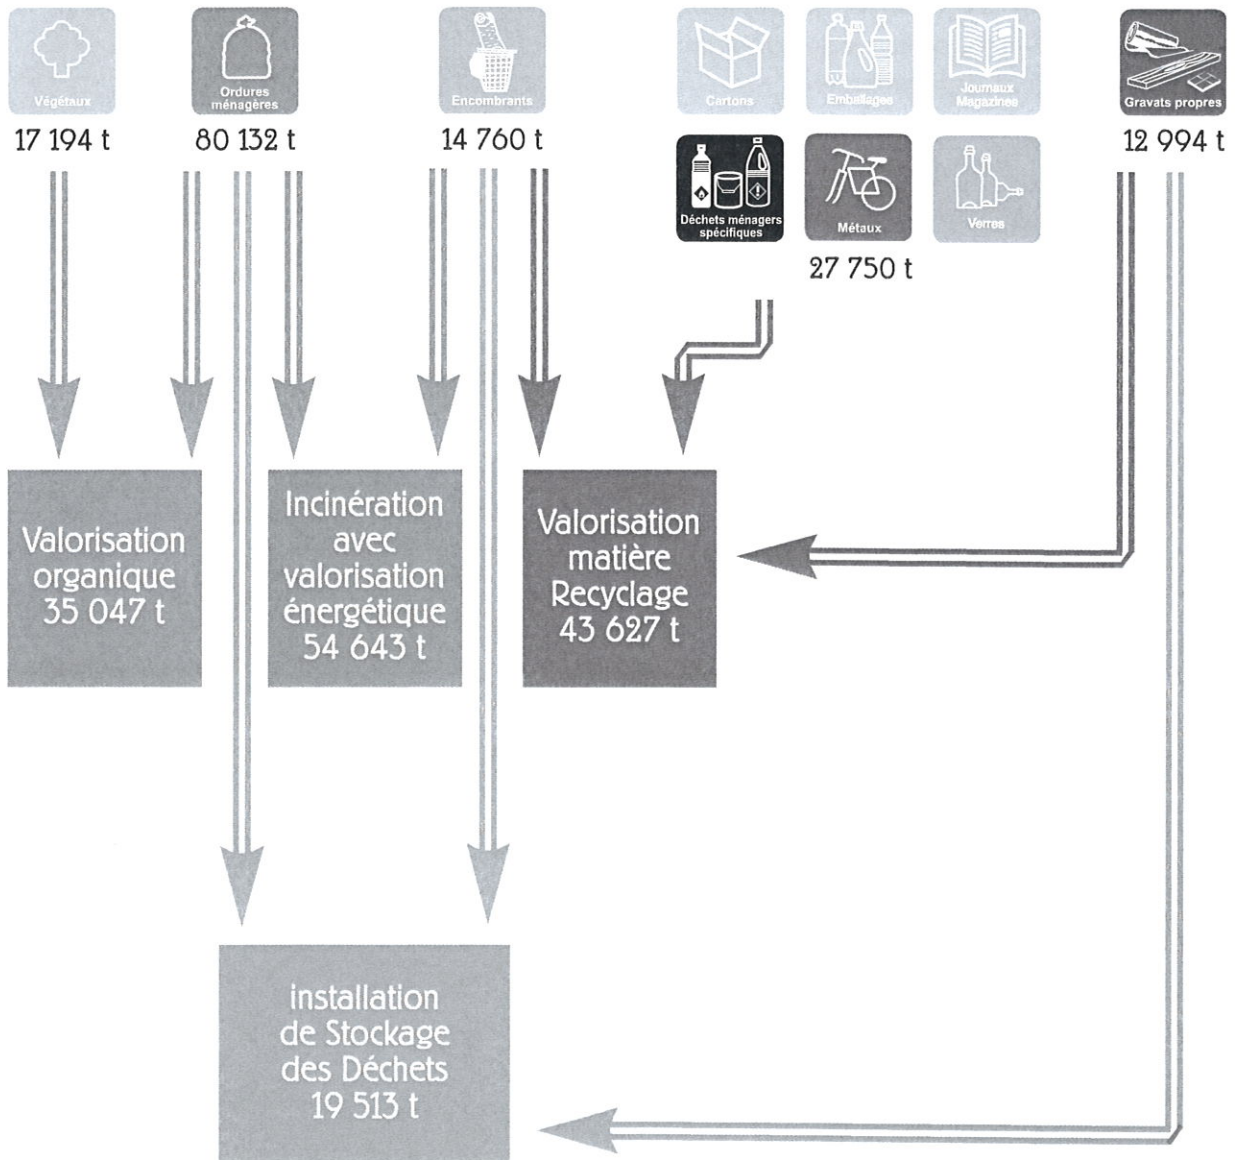 Végétaux
17 194 t
Ordures
ménagères
80 132 t
Encombrants
14 760 t
Cartons
Emballages
Journaux
Magazines
Déchets ménagers
spécifiques
Métaux
Verres
27 750 t
Gravats propres
12 994 t
Valorisation
organique
35 047 t
Incinération
avec
valorisation
énergétique
54 643 t
Valorisation
matière
Recyclage
43 627 t
installation
de Stockage
des Déchets
19 513 t